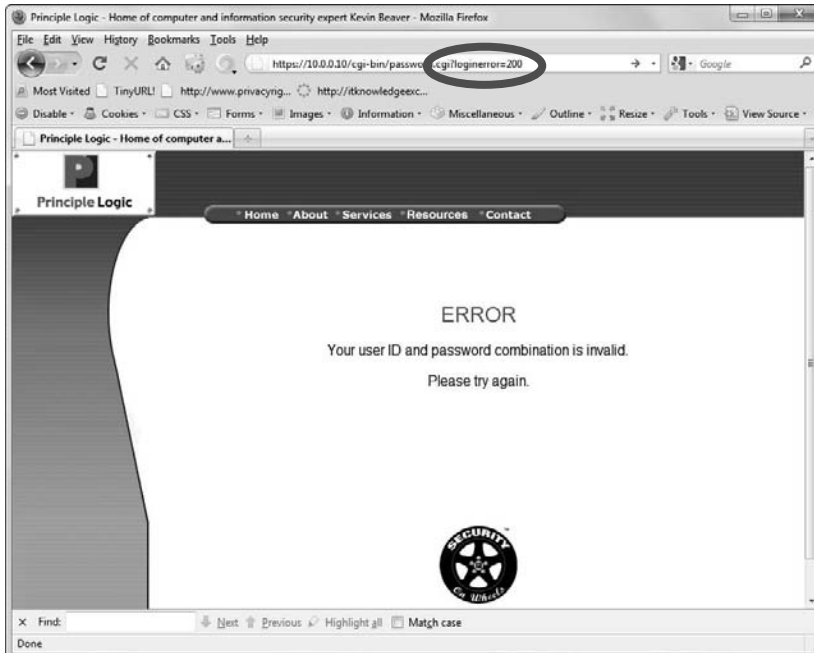 Principle Logic - Home of computer and information security expert Kevin Beaver - Mozilla Firefox
File Edit View History Bookmarks Tools Help
https://10.0.0.10/cgi-bin/passwo .cgi?loginerror=200
Google
Most Visited TinyURL! http://www.privacyrig... http://itknowledgeexc...
Disable Cookies CSS Forms Images Information Miscellaneous Outline Resize Tools View Source
Principle Logic - Home of computer a...
P
Principle Logic
Home About Services Resources Contact
ERROR
Your user ID and password combination is invalid.
Please try again.
SECURITY
On Wheels
TM
x Find: Next Previous Highlight all Match case
Done